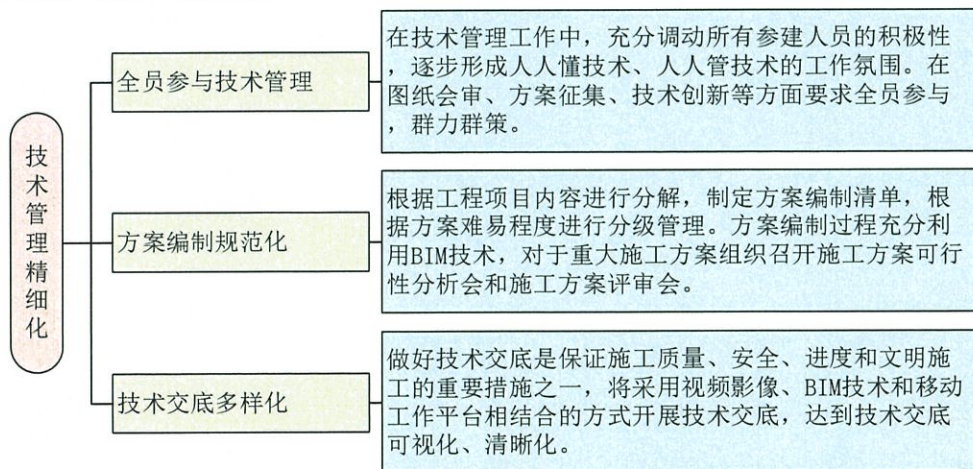 技术管理精细化
全员参与技术管理
在技术管理工作中，充分调动所有参建人员的积极性
，逐步形成人人懂技术、人人管技术的工作氛围。在
图纸会审、方案征集、技术创新等方面要求全员参与
，群力群策。
方案编制规范化
根据工程项目内容进行分解，制定方案编制清单，根
据方案难易程度进行分级管理。方案编制过程充分利
用BIM技术，对于重大施工方案组织召开施工方案可行
性分析会和施工方案评审会。
技术交底多样化
做好技术交底是保证施工质量、安全、进度和文明施
工的重要措施之一，将采用视频影像、BIM技术和移动
工作平台相结合的方式开展技术交底，达到技术交底
可视化、清晰化。